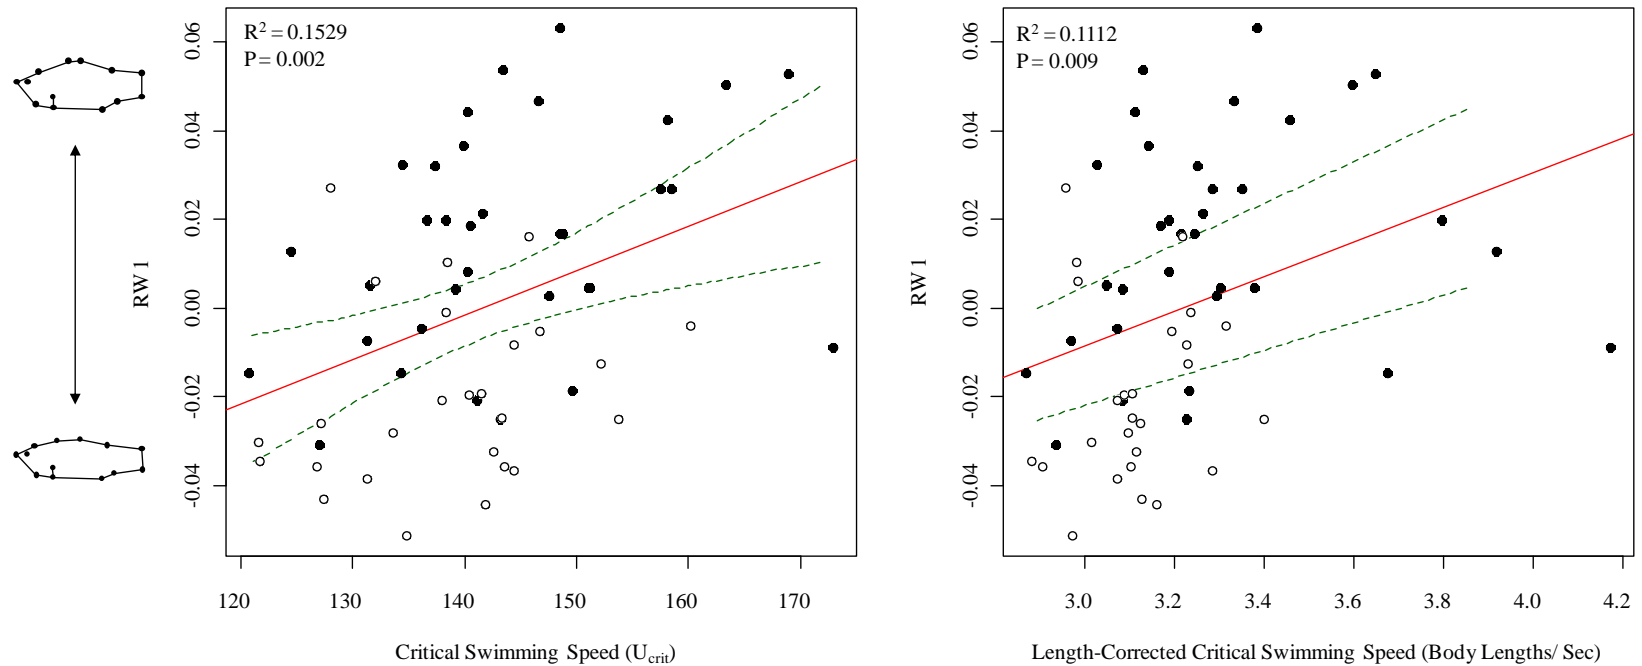 R² = 0.1529
P = 0.002
RW 1
0.06
0.04
0.02
0.00
-0.02
-0.04
120 130 140 150 160 170
Critical Swimming Speed (Ucrit)
R² = 0.1112
P = 0.009
RW 1
0.06
0.04
0.02
0.00
-0.02
-0.04
3.0 3.2 3.4 3.6 3.8 4.0 4.2
Length-Corrected Critical Swimming Speed (Body Lengths/ Sec)